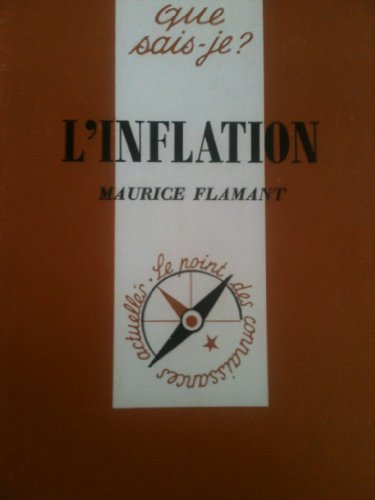 que
sais-je?
L'INFLATION
MAURICE FLAMANT
Le point des connaissances actuelles.